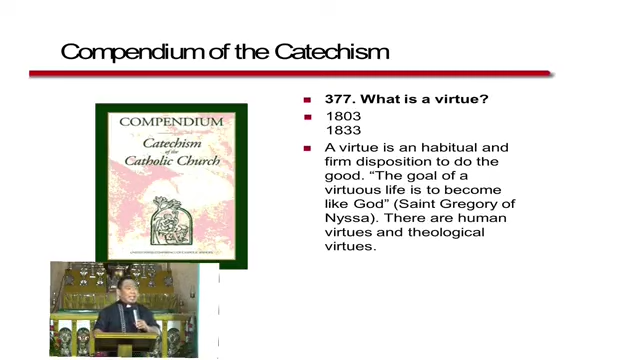 Compendium of the Catechism
COMPENDIUM
Catechism
of the
Catholic Church
377. What is a virtue?
1803
1833
A virtue is an habitual and
firm disposition to do the
good. “The goal of a
virtuous life is to become
like God” (Saint Gregory of
Nyssa). There are human
virtues and theological
virtues.